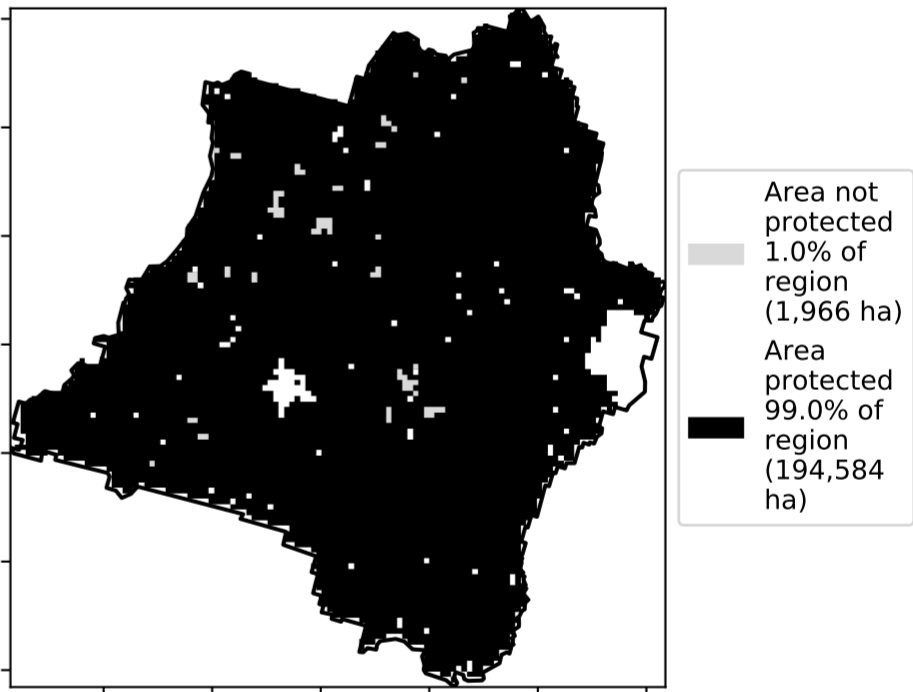 Area not
protected
1.0% of
region
(1,966 ha)
Area
protected
99.0% of
region
(194,584
ha)